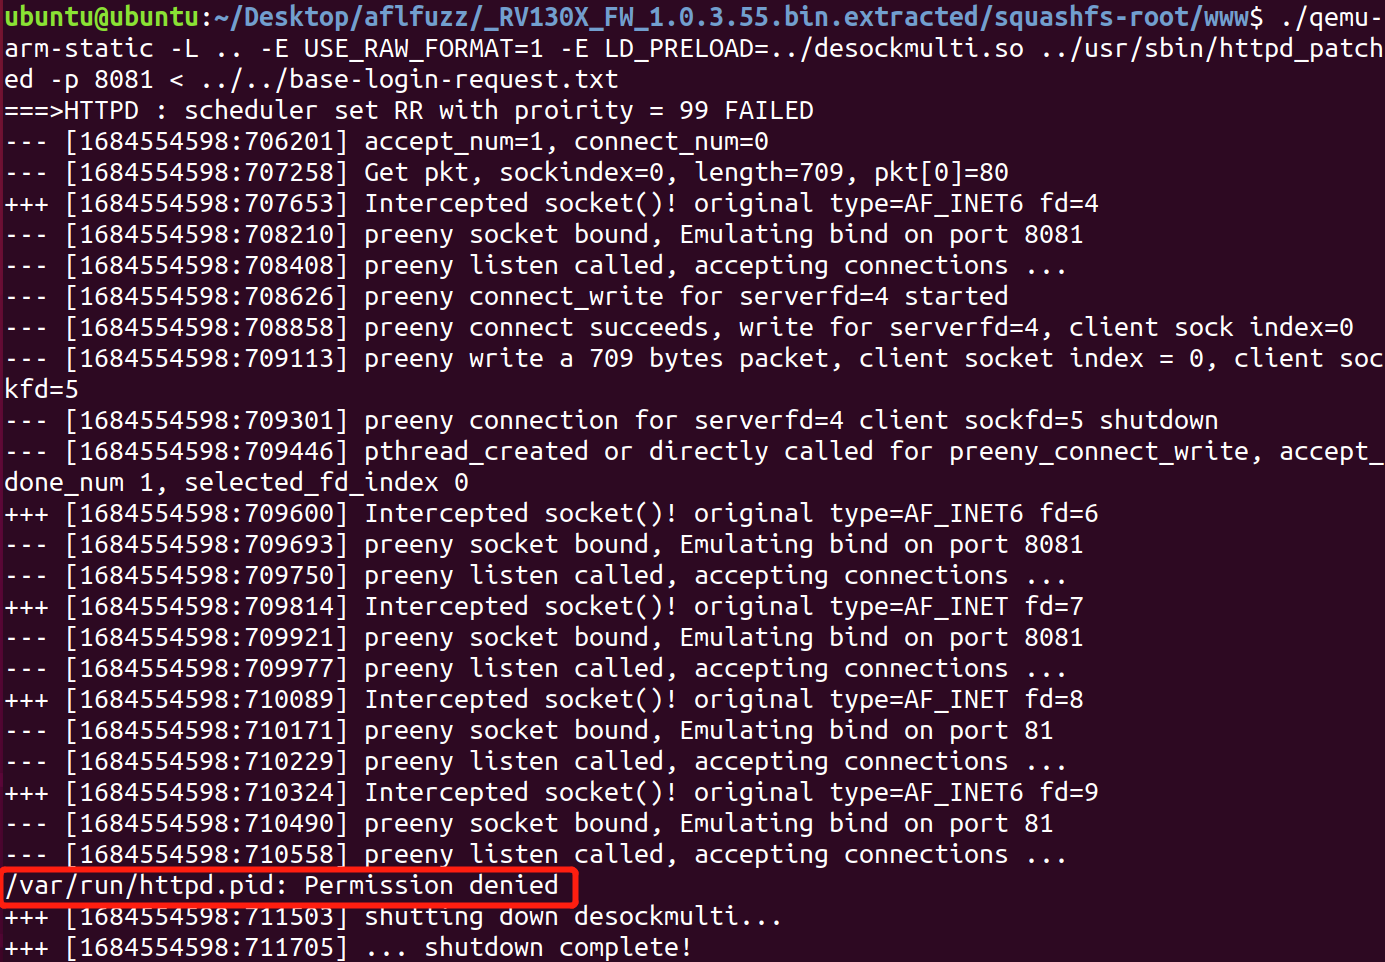 ubuntu@ubuntu:~/Desktop/aflfuzz/_RV130X_FW_1.0.3.55.bin.extracted/squashfs-root/www$ ./qemu-
arm-static -L .. -E USE_RAW_FORMAT=1 -E LD_PRELOAD=../desockmulti.so ../usr/sbin/httpd_patch
ed -p 8081 < ../../base-login-request.txt
===>HTTPD : scheduler set RR with proirity = 99 FAILED
--- [1684554598:706201] accept_num=1, connect_num=0
--- [1684554598:707258] Get pkt, sockindex=0, length=709, pkt[0]=80
+++ [1684554598:707653] Intercepted socket()! original type=AF_INET6 fd=4
--- [1684554598:708210] preeny socket bound, Emulating bind on port 8081
--- [1684554598:708408] preeny listen called, accepting connections ...
--- [1684554598:708626] preeny connect_write for serverfd=4 started
--- [1684554598:708858] preeny connect succeeds, write for serverfd=4, client sock index=0
--- [1684554598:709113] preeny write a 709 bytes packet, client socket index = 0, client soc
kfd=5
--- [1684554598:709301] preeny connection for serverfd=4 client sockfd=5 shutdown
--- [1684554598:709446] pthread_created or directly called for preeny_connect_write, accept_
done_num 1, selected_fd_index 0
+++ [1684554598:709600] Intercepted socket()! original type=AF_INET6 fd=6
--- [1684554598:709693] preeny socket bound, Emulating bind on port 8081
--- [1684554598:709750] preeny listen called, accepting connections ...
+++ [1684554598:709814] Intercepted socket()! original type=AF_INET fd=7
--- [1684554598:709921] preeny socket bound, Emulating bind on port 8081
--- [1684554598:709977] preeny listen called, accepting connections ...
+++ [1684554598:710089] Intercepted socket()! original type=AF_INET fd=8
--- [1684554598:710171] preeny socket bound, Emulating bind on port 81
--- [1684554598:710229] preeny listen called, accepting connections ...
+++ [1684554598:710324] Intercepted socket()! original type=AF_INET6 fd=9
--- [1684554598:710490] preeny socket bound, Emulating bind on port 81
--- [1684554598:710558] preeny listen called, accepting connections ...
/var/run/httpd.pid: Permission denied
+++ [1684554598:711503] shutting down desockmulti...
+++ [1684554598:711705] ... shutdown complete!